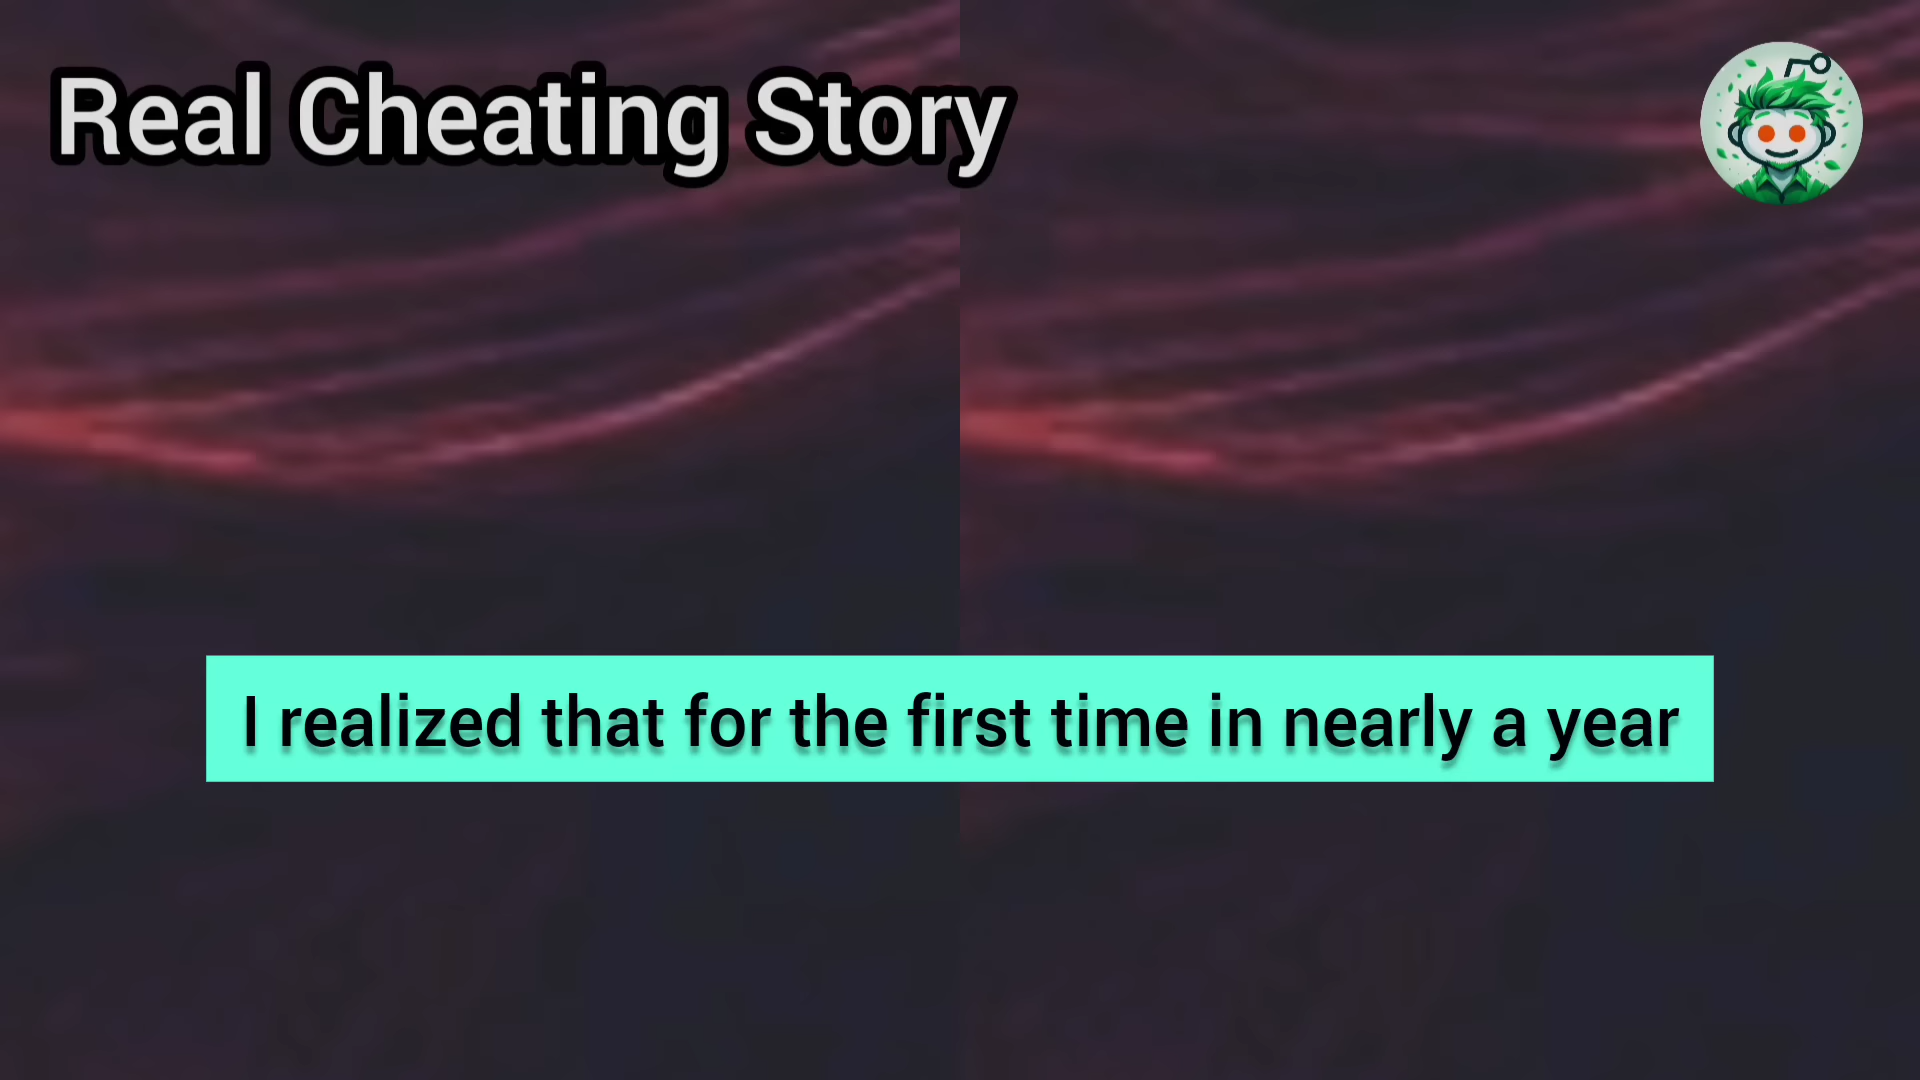 Real Cheating Story
I realized that for the first time in nearly a year